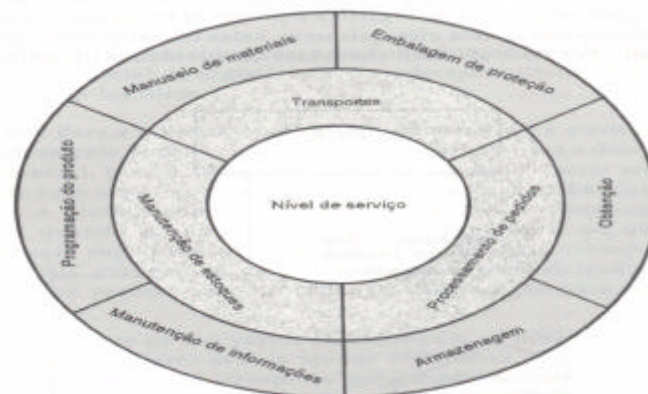 Manuseio de materiais
Embalagem de proteção
Transportes
Programação do produto
Nível de serviço
Obtenção
Manutenção de estoques
Processamento de pedidos
Manutenção de informações
Armazenagem